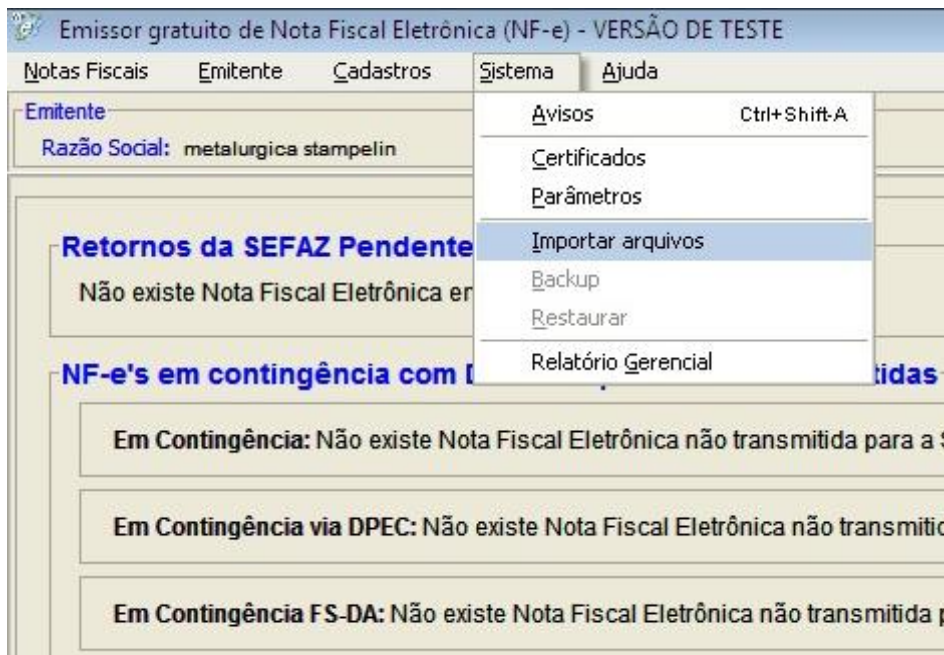 Emissor gratuito de Nota Fiscal Eletrônica (NF-e) - VERSÃO DE TESTE
Notas Fiscais Emitente Cadastros Sistema Ajuda
Emitente
Razão Social: metalurgica stampelin
Avisos Ctrl+Shift-A
Certificados
Parâmetros
Importar arquivos
Backup
Restaurar
Relatório Gerencial
Retornos da SEFAZ Pendente
Não existe Nota Fiscal Eletrônica
NF-e's em contingência com
Em Contingência: Não existe Nota Fiscal Eletrônica não transmitida para a
Em Contingência via DPEC: Não existe Nota Fiscal Eletrônica não
Em Contingência FS-DA: Não existe Nota Fiscal Eletrônica não transmitida